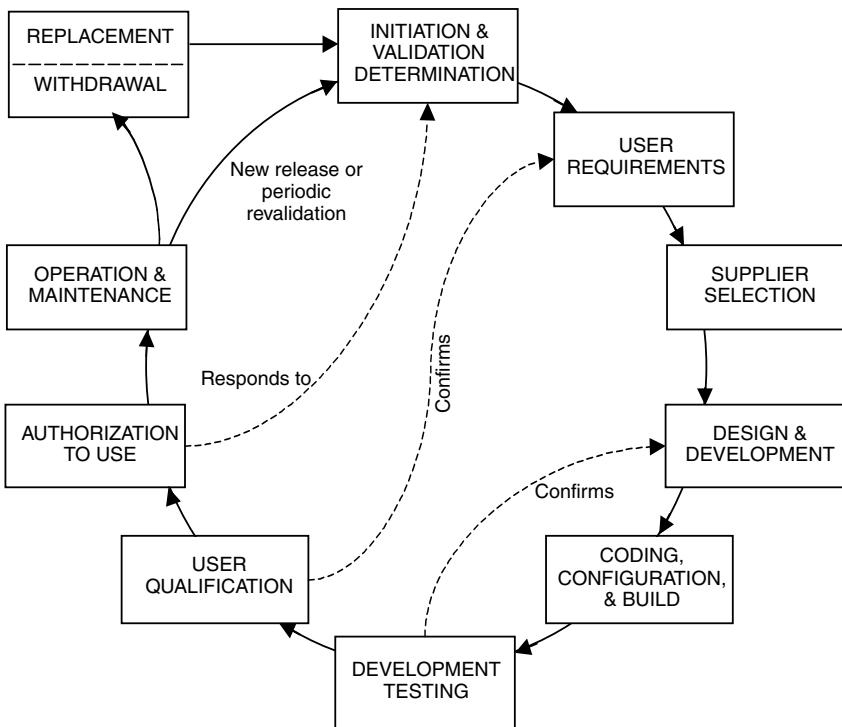 REPLACEMENT
WITHDRAWAL
INITIATION &
VALIDATION
DETERMINATION
USER
REQUIREMENTS
New release or
periodic
revalidation
OPERATION &
MAINTENANCE
SUPPLIER
SELECTION
Responds to
Confirms
AUTHORIZATION
TO USE
DESIGN &
DEVELOPMENT
Confirms
USER
QUALIFICATION
CODING,
CONFIGURATION,
& BUILD
DEVELOPMENT
TESTING